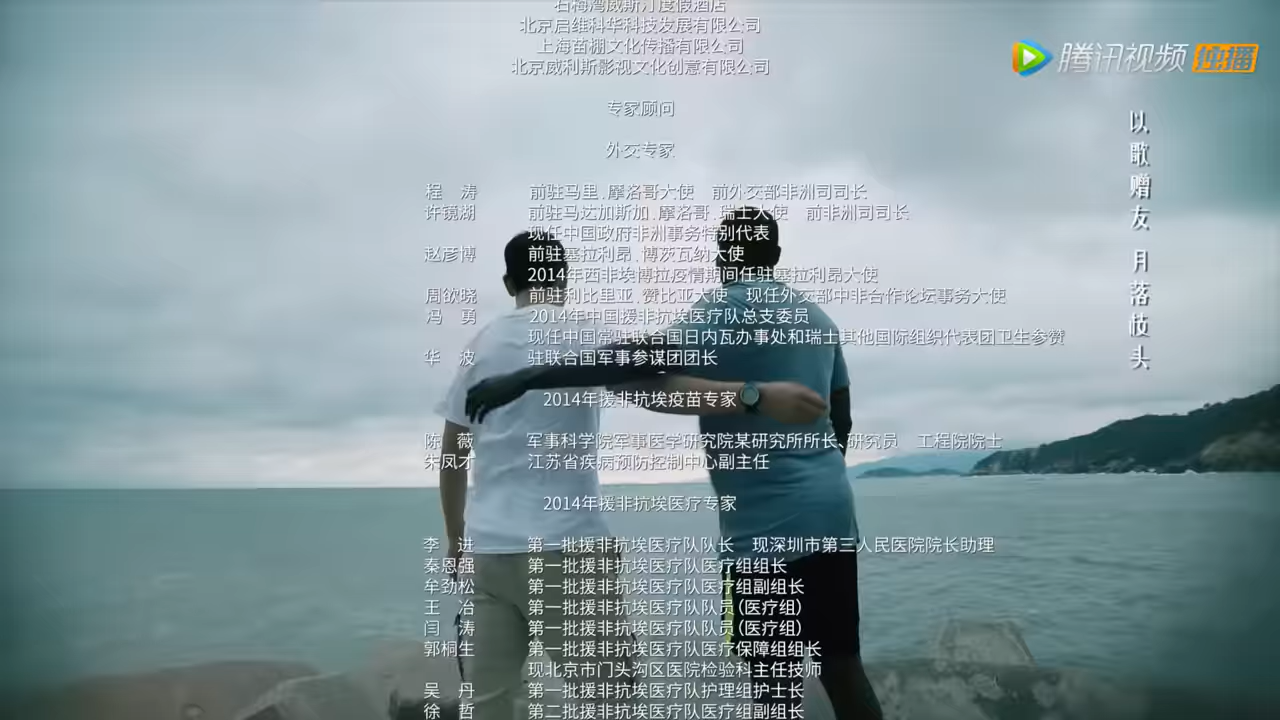 石梅湾威斯汀度假酒店
北京启维科华科技发展有限公司
上海苗棚文化传播有限公司
北京威利斯影视文化创意有限公司
腾讯视频 独播
专家顾问
外交专家
程 涛 前驻马里、摩洛哥大使 前外交部非洲司司长
许镜湖 前驻马达加斯加、摩洛哥、瑞士大使 前非洲司司长
现任中国政府非洲事务特别代表
赵彦博 前驻塞拉利昂、博茨瓦纳大使
2014年西非埃博拉疫情期间任驻塞拉利昂大使
周欲晓 前驻利比里亚、赞比亚大使 现任外交部中非合作论坛事务大使
冯 勇 2014年中国援非抗埃医疗队总支委员
现任中国常驻联合国日内瓦办事处和瑞士其他国际组织代表团卫生参赞
华 波 驻联合国军事参谋团团长
2014年援非抗埃疫苗专家
陈 薇 军事科学院军事医学研究院某研究所所长、研究员 工程院院士
朱凤才 江苏省疾病预防控制中心副主任
2014年援非抗埃医疗专家
李 进 第一批援非抗埃医疗队队长 现深圳市第三人民医院院长助理
秦恩强 第一批援非抗埃医疗队医疗组组长
牟劲松 第一批援非抗埃医疗队医疗组副组长
王 冶 第一批援非抗埃医疗队队员(医疗组)
闫 涛 第一批援非抗埃医疗队队员(医疗组)
郭桐生 第一批援非抗埃医疗队医疗保障组组长
现北京市门头沟区医院检验科主任技师
吴 丹 第一批援非抗埃医疗队护理组护士长
徐 哲 第二批援非抗埃医疗队医疗组副组长
以歌赠友 月落枝头